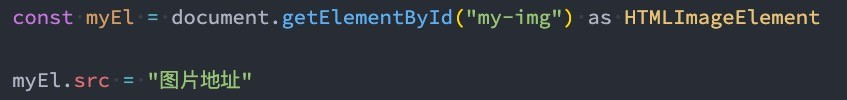 const myEl = document.getElementById("my-img") as HTMLImageElement
myEl.src = "图片地址"